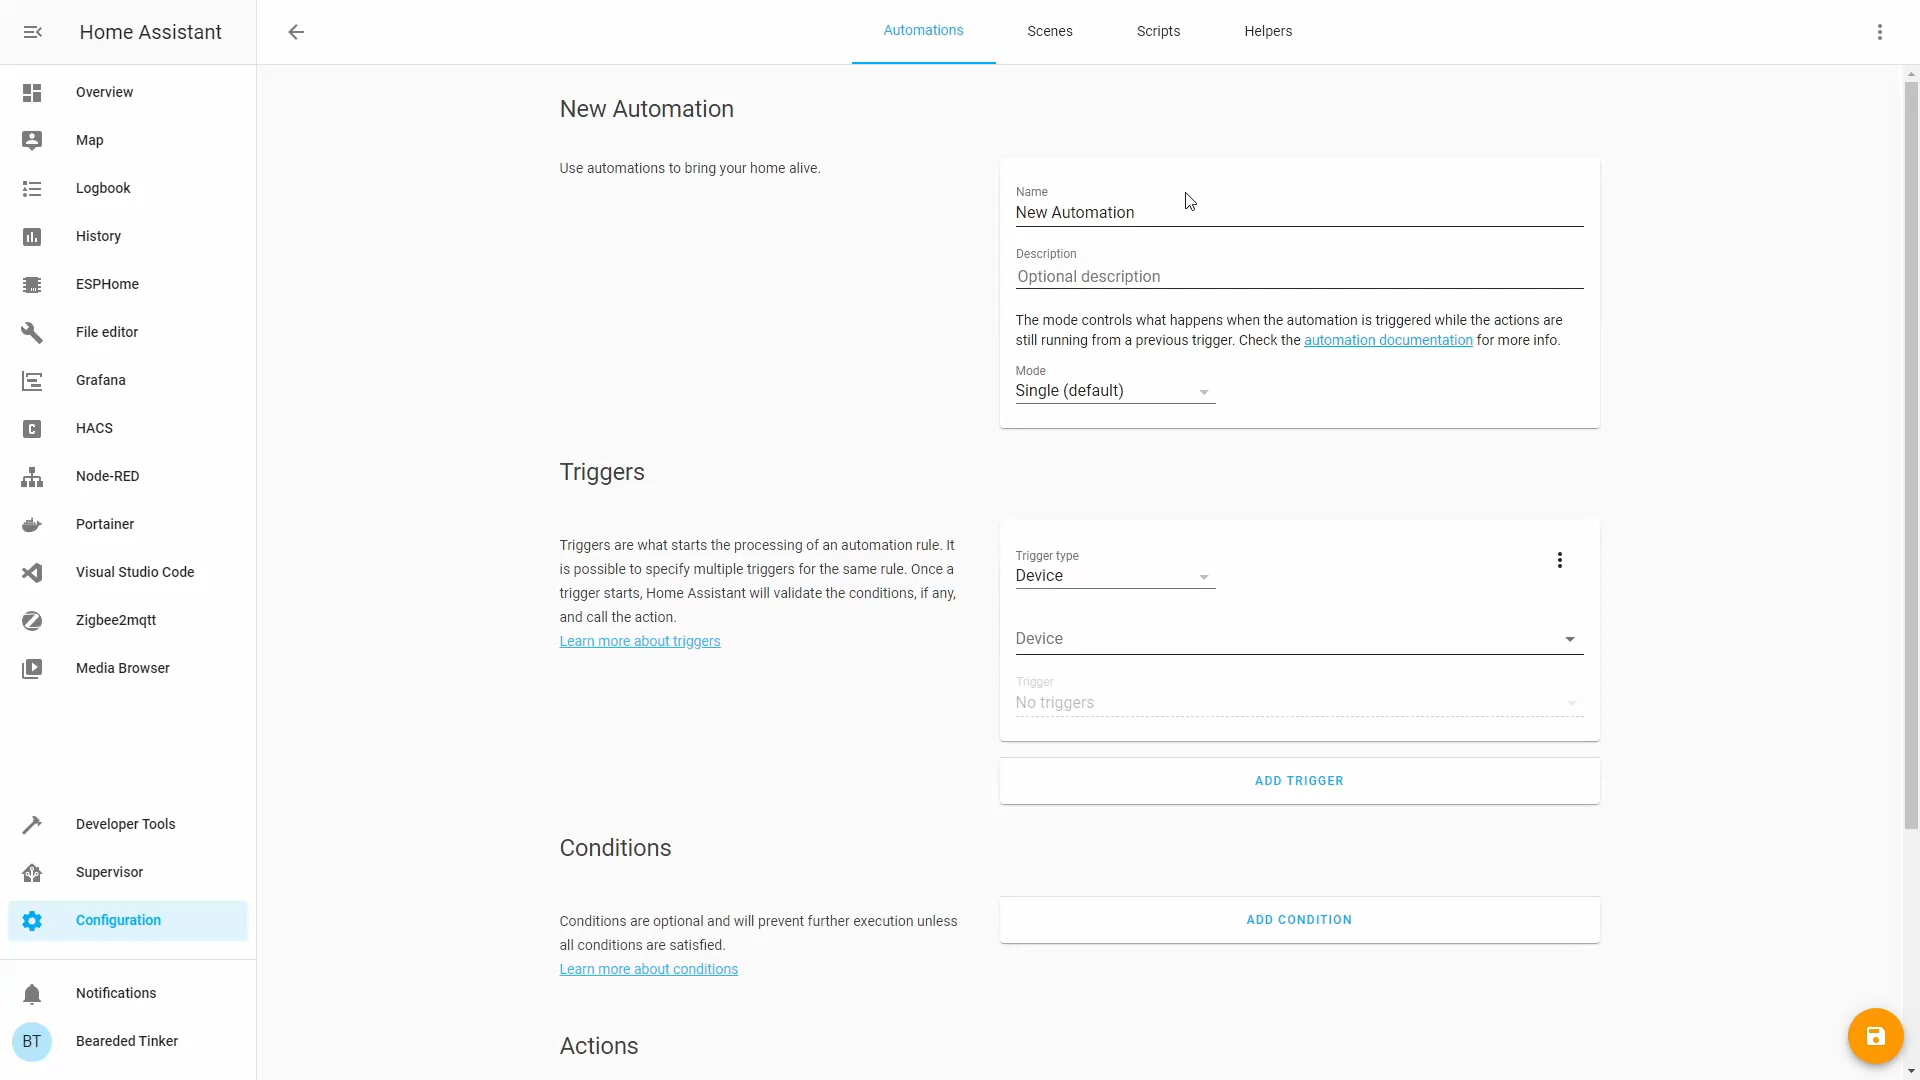 Home Assistant
Automations
Scenes
Scripts
Helpers
Overview
Map
Logbook
History
ESPHome
File editor
Grafana
C
HACS
Node-RED
Portainer
Visual Studio Code
Zigbee2mqtt
Media Browser
Developer Tools
Supervisor
Configuration
Notifications
BT
Bearded Tinker
New Automation
Use automations to bring your home alive.
Name
New Automation
Description
Optional description
The mode controls what happens when the automation is triggered while the actions are
still running from a previous trigger. Check the automation documentation for more info.
Mode
Single (default)
Triggers
Triggers are what starts the processing of an automation rule. It
is possible to specify multiple triggers for the same rule. Once a
trigger starts, Home Assistant will validate the conditions, if any,
and call the action.
Learn more about triggers
Trigger type
Device
Device
Trigger
No triggers
ADD TRIGGER
Conditions
Conditions are optional and will prevent further execution unless
all conditions are satisfied.
Learn more about conditions
ADD CONDITION
Actions